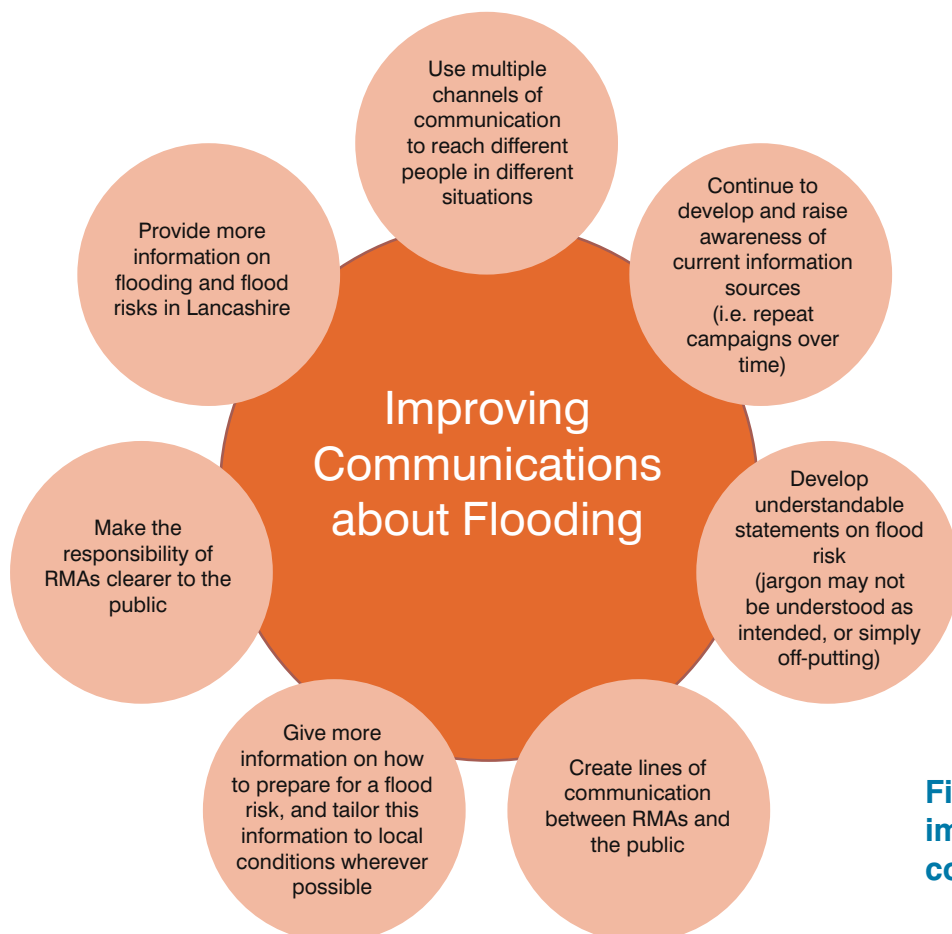 Use multiple
channels of
communication
to reach different
people in different
situations
Continue to
develop and raise
awareness of
current information
sources
(i.e. repeat
campaigns over
time)
Develop
understandable
statements on flood
risk
(jargon may not
be understood as
intended, or simply
off-putting)
Create lines of
communication
between RMAs and
the public
Give more
information on how
to prepare for a flood
risk, and tailor this
information to local
conditions wherever
possible
Make the
responsibility of
RMAs clearer to the
public
Provide more
information on
flooding and flood
risks in Lancashire
Improving
Communications
about Flooding